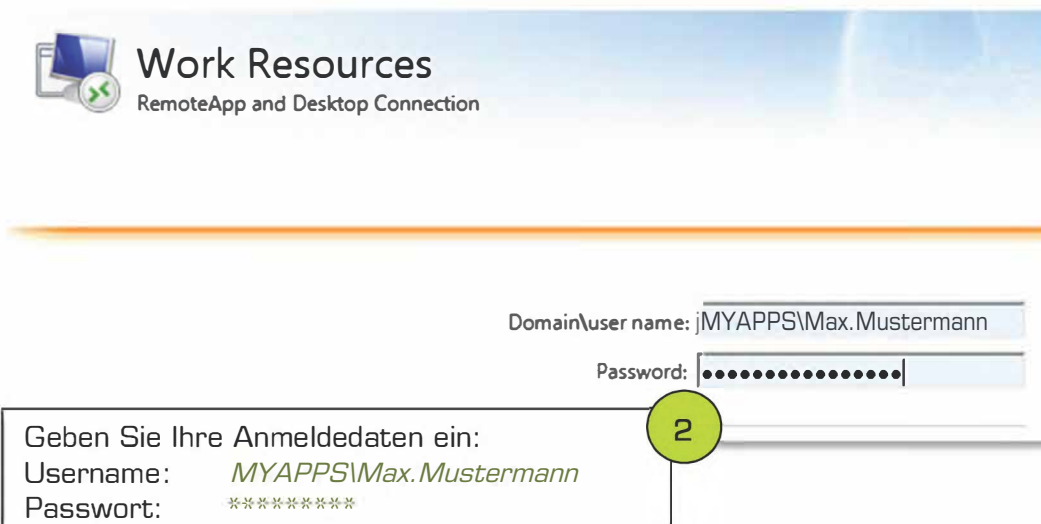 Work Resources
RemoteApp and Desktop Connection
Domain\user name: jMYAPPS\Max.Mustermann
Password: ••••••••••••••••
2
Geben Sie Ihre Anmeldedaten ein:
Username: MYAPPS\Max.Mustermann
Passwort: *********